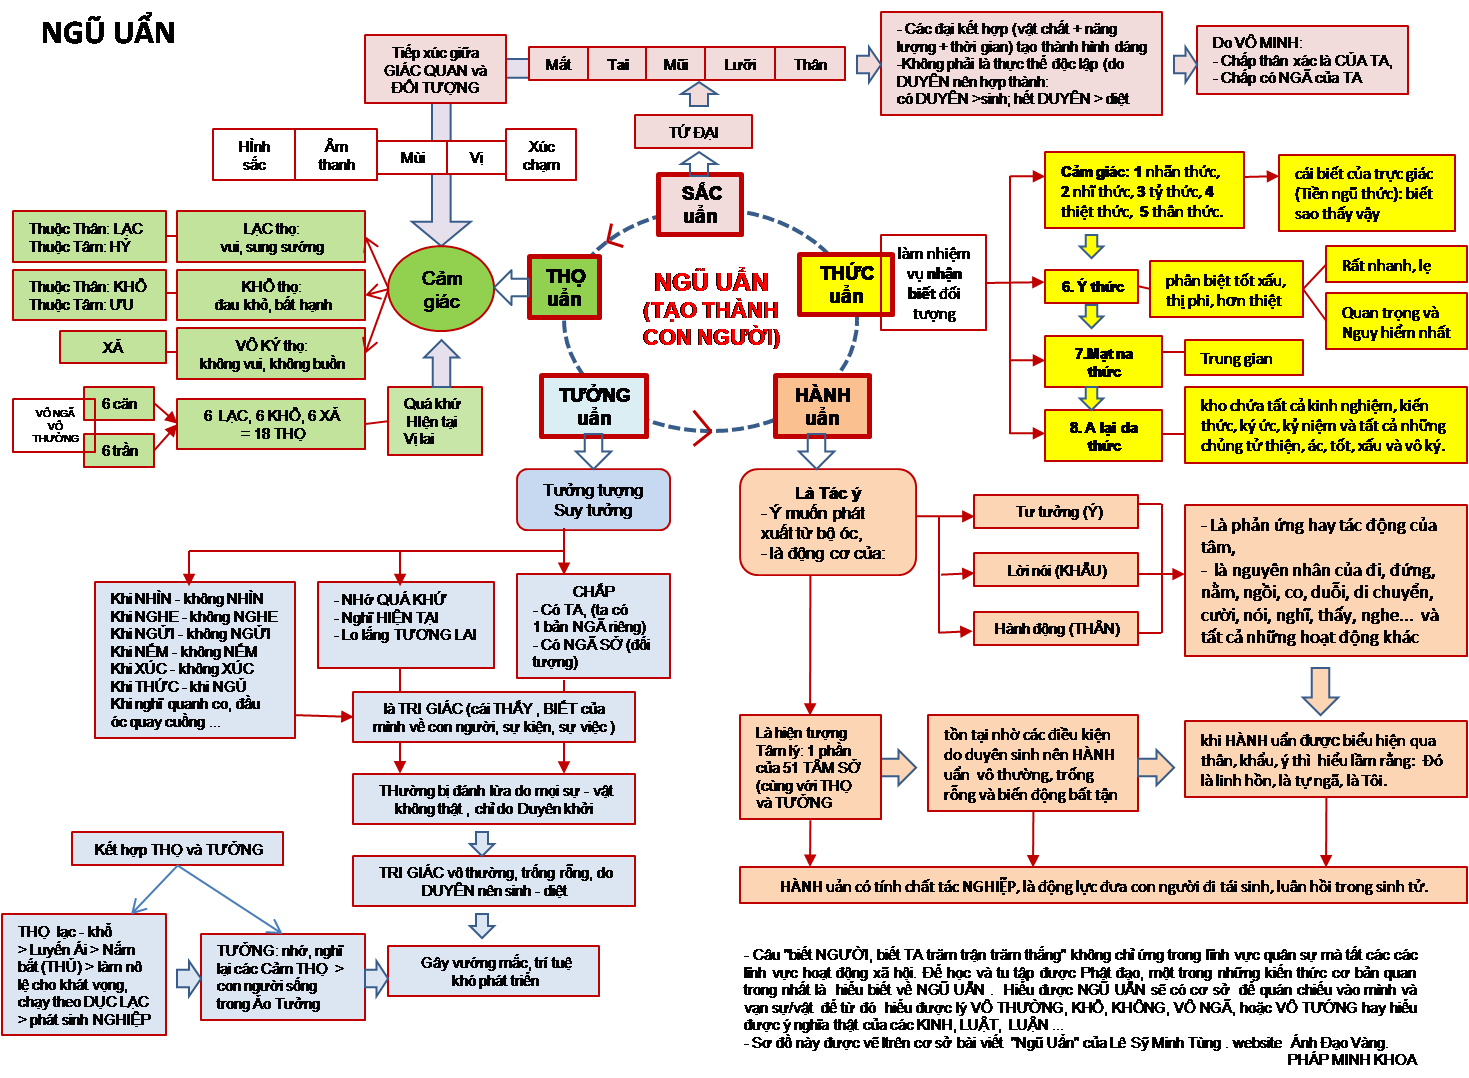 NGŨ UẨN
Tiếp xúc giữa
GIÁC QUAN và
ĐỐI TƯỢNG
Mắt
Tai
Mũi
Lưỡi
Thân
- Các đại kết hợp (vật chất + năng
lượng + thời gian) tạo thành hình dáng
-Không phải là thực thể độc lập (do
DUYÊN nên hợp thành:
có DUYÊN >sinh; hết DUYÊN > diệt
Do VÔ MINH:
- Chấp thân xác là CỦA TA,
- Chấp có NGÃ của TA
TỨ ĐẠI
Hình
sắc
Âm
thanh
Mùi
Vị
Xúc
chạm
SẮC
uẩn
THỌ
uẩn
THỨC
uẩn
TƯỞNG
uẩn
HÀNH
uẩn
NGŨ UẨN
(TẠO THÀNH
CON NGƯỜI)
Cảm
giác
Thuộc Thân: LẠC
Thuộc Tâm: HỶ
LẠC thọ:
vui, sung sướng
Thuộc Thân: KHỔ
Thuộc Tâm: ƯU
KHỔ thọ:
đau khỏ, bất hạnh
XẢ
VÔ KÝ thọ:
không vui, không buồn
VÔ NGÃ
VÔ
THƯỜNG
6 căn
6 trần
6 LẠC, 6 KHỔ, 6 XẢ
= 18 THỌ
Quá khứ
HIện tại
Vị lai
làm nhiệm
vụ nhận
biết đối
tượng
Cảm giác: 1 nhãn thức,
2 nhĩ thức, 3 tỷ thức, 4
thiệt thức, 5 thân thức.
cái biết của trực giác
(Tiền ngũ thức): biết
sao thấy vậy
6. Ý thức
phân biệt tốt xấu,
thị phi, hơn thiệt
Rất nhanh, lẹ
Quan trọng và
Nguy hiểm nhất
7.Mạt na
thức
Trung gian
8. A lại da
thức
kho chứa tất cả kinh nghiệm, kiến
thức, ký ức, kỷ niệm và tất cả những
chủng tử thiện, ác, tốt, xấu và vô ký.
Tưởng tượng
Suy tưởng
Khi NHÌN - không NHÌN
Khi NGHE - không NGHE
Khi NGỬI - không NGỬI
Khi NẾM - không NẾM
Khi XÚC - không XÚC
Khi THỨC - khi NGỦ
Khi nghĩ quanh co, đầu
óc quay cuồng ...
- NHớ QUÁ KHỨ
- Nghĩ HIỆN TẠI
- Lo lắng TƯƠNG LAI
CHẤP
- Có TA, (ta có
1 bản NGÃ riêng)
- Có NGÃ SỞ (đối
tượng)
là TRI GIÁC (cái THẤY , BIẾT của
mình về con người, sự kiện, sự việc )
THường bị đánh lừa do mọi sự - vật
không thật , chỉ do Duyên khởi
TRI GIÁC vô thường, trống rỗng, do
DUYÊN nên sinh - diệt
Gây vướng mắc, trí tuệ
khó phát triển
Kết hợp THỌ và TƯỞNG
THỌ lạc - khổ
> Luyến Ái > Nắm
bắt (THỦ) > làm nô
lệ cho khát vọng,
chạy theo DỤC LẠC
> phát sinh NGHIỆP
TƯỞNG: nhớ, nghĩ
lại các Cảm THỌ >
con người sống
trong Ảo Tưởng
Là Tác ý
- Ý muốn phát
xuất từ bộ óc,
- là động cơ của:
Tư tưởng (Ý)
Lời nói (KHẨU)
Hành động (THÂN)
- Là phản ứng hay tác động của
tâm,
- là nguyên nhân của đi, đứng,
nằm, ngồi, co, duỗi, di chuyển,
cười, nói, nghĩ, thấy, nghe... và
tất cả những hoạt động khác
Là hiện tượng
Tâm lý: 1 phần
của 51 TÂM SỞ
(cùng với THỌ
và TƯỞNG
tồn tại nhờ các điều kiện
do duyên sinh nên HÀNH
uẩn vô thường, trống
rỗng và biến động bất tận
khi HÀNH uẩn được biểu hiện qua
thân, khẩu, ý thì hiểu lầm rằng: Đó
là linh hồn, là tự ngã, là Tôi.
HÀNH uản có tính chất tác NGHIỆP, là động lực đưa con người đi tái sinh, luân hồi trong sinh tử.
- Câu "biết NGƯỜI, biết TA trăm trận trăm thắng" không chỉ ứng trong lĩnh vực quân sự mà tất các các
lĩnh vực hoạt động xã hội. Để học và tu tập được Phật đạo, một trong những kiến thức cơ bản quan
trong nhất là hiểu biết về NGŨ UẨN . Hiểu được NGŨ UẨN sẽ có cơ sở để quán chiếu vào mình và
vạn sự/vật để từ đó hiểu được lý VÔ THƯỜNG, KHỔ, KHÔNG, VÔ NGÃ, hoặc VÔ TƯỚNG hay hiểu
được ý nghĩa thật của các KINH, LUẬT, LUẬN ...
- Sơ đồ này được vẽ ltrên cơ sở bài viết "Ngũ Uẩn" của Lê Sỹ Minh Tùng . website Ánh Đạo Vàng.
PHÁP MINH KHOA